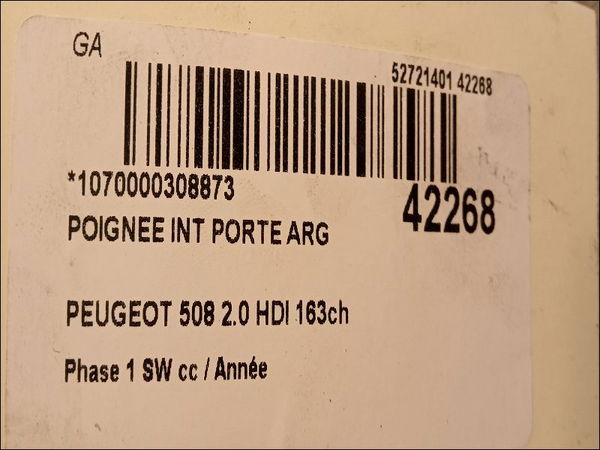 GA
52721401 42268
*1070000308873
42268
POIGNEE INT PORTE ARG
PEUGEOT 508 2.0 HDI 163ch
Phase 1 SW cc / Année